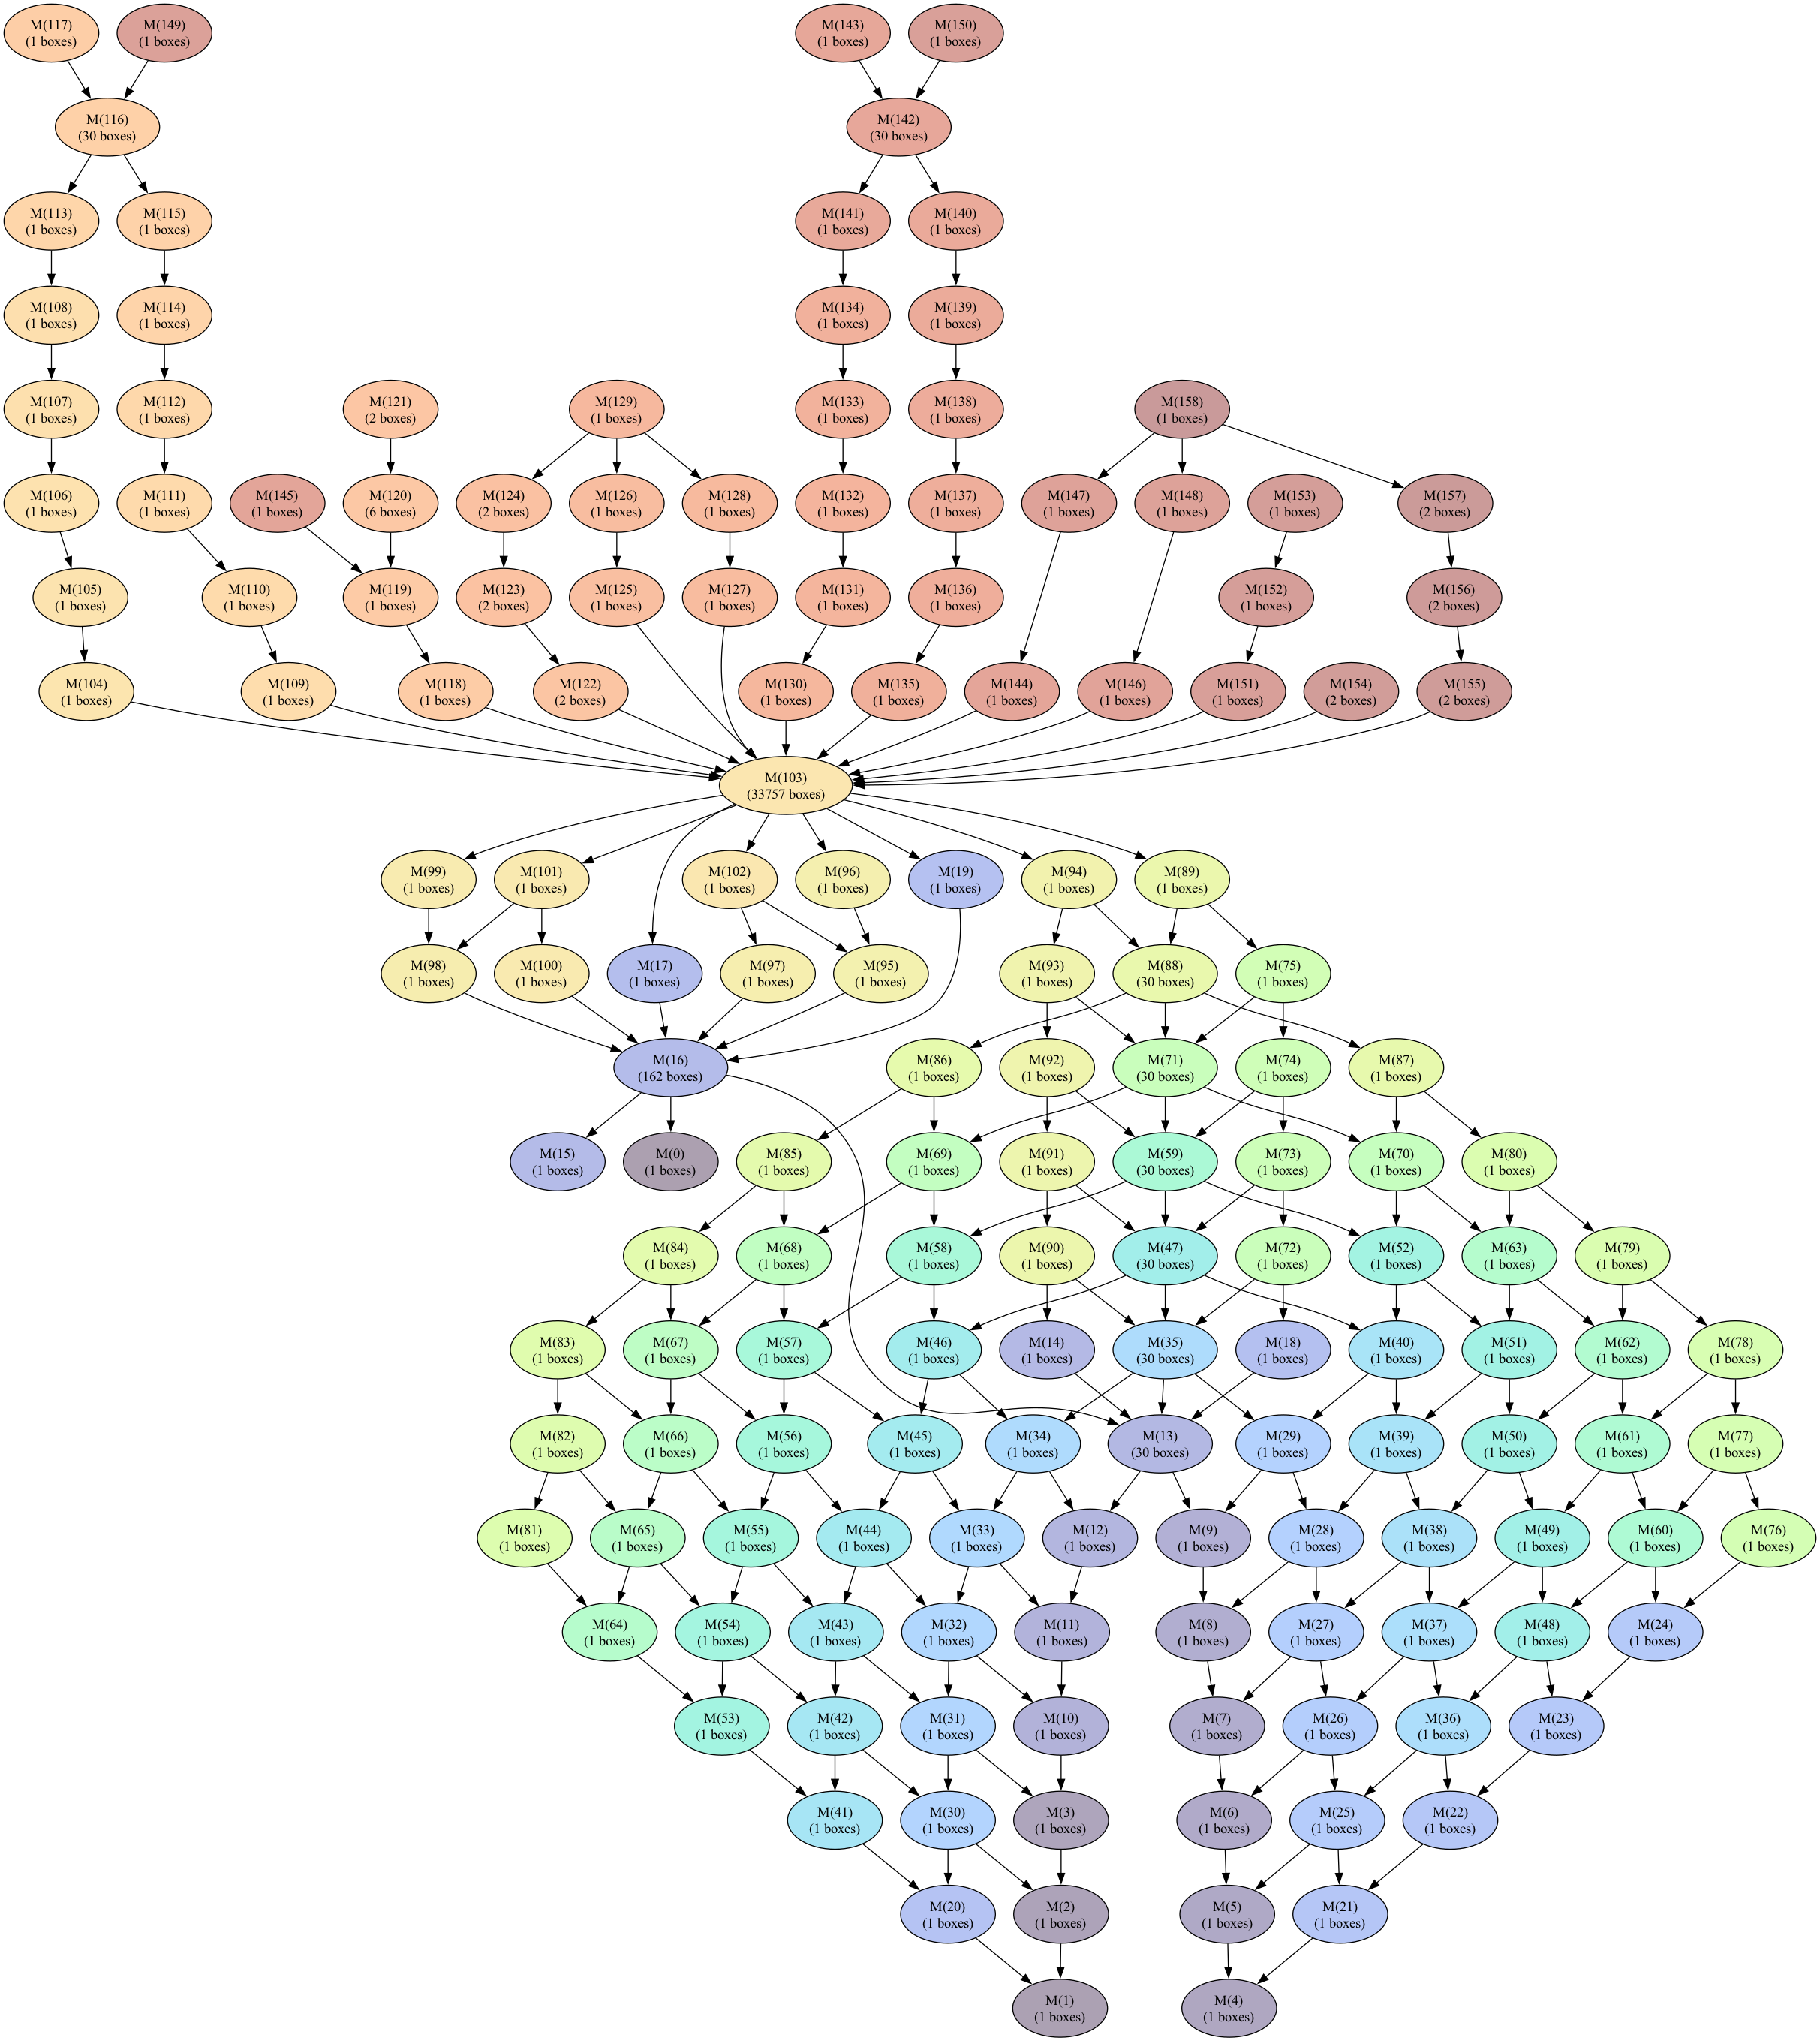 M(117)
(1 boxes)
M(149)
(1 boxes)
M(143)
(1 boxes)
M(150)
(1 boxes)
M(116)
(30 boxes)
M(142)
(30 boxes)
M(113)
(1 boxes)
M(115)
(1 boxes)
M(141)
(1 boxes)
M(140)
(1 boxes)
M(108)
(1 boxes)
M(114)
(1 boxes)
M(134)
(1 boxes)
M(139)
(1 boxes)
M(107)
(1 boxes)
M(112)
(1 boxes)
M(121)
(2 boxes)
M(129)
(1 boxes)
M(133)
(1 boxes)
M(138)
(1 boxes)
M(158)
(1 boxes)
M(106)
(1 boxes)
M(111)
(1 boxes)
M(145)
(1 boxes)
M(120)
(6 boxes)
M(124)
(2 boxes)
M(126)
(1 boxes)
M(128)
(1 boxes)
M(132)
(1 boxes)
M(137)
(1 boxes)
M(147)
(1 boxes)
M(148)
(1 boxes)
M(153)
(1 boxes)
M(157)
(2 boxes)
M(105)
(1 boxes)
M(110)
(1 boxes)
M(119)
(1 boxes)
M(123)
(2 boxes)
M(125)
(1 boxes)
M(127)
(1 boxes)
M(131)
(1 boxes)
M(136)
(1 boxes)
M(152)
(1 boxes)
M(156)
(2 boxes)
M(104)
(1 boxes)
M(109)
(1 boxes)
M(118)
(1 boxes)
M(122)
(2 boxes)
M(130)
(1 boxes)
M(135)
(1 boxes)
M(144)
(1 boxes)
M(146)
(1 boxes)
M(151)
(1 boxes)
M(154)
(2 boxes)
M(155)
(2 boxes)
M(103)
(33757 boxes)
M(99)
(1 boxes)
M(101)
(1 boxes)
M(102)
(1 boxes)
M(96)
(1 boxes)
M(19)
(1 boxes)
M(94)
(1 boxes)
M(89)
(1 boxes)
M(98)
(1 boxes)
M(100)
(1 boxes)
M(17)
(1 boxes)
M(97)
(1 boxes)
M(95)
(1 boxes)
M(93)
(1 boxes)
M(88)
(30 boxes)
M(75)
(1 boxes)
M(16)
(162 boxes)
M(86)
(1 boxes)
M(92)
(1 boxes)
M(71)
(30 boxes)
M(74)
(1 boxes)
M(87)
(1 boxes)
M(15)
(1 boxes)
M(0)
(1 boxes)
M(85)
(1 boxes)
M(69)
(1 boxes)
M(91)
(1 boxes)
M(59)
(30 boxes)
M(73)
(1 boxes)
M(70)
(1 boxes)
M(80)
(1 boxes)
M(84)
(1 boxes)
M(68)
(1 boxes)
M(58)
(1 boxes)
M(90)
(1 boxes)
M(47)
(30 boxes)
M(72)
(1 boxes)
M(52)
(1 boxes)
M(63)
(1 boxes)
M(79)
(1 boxes)
M(83)
(1 boxes)
M(67)
(1 boxes)
M(57)
(1 boxes)
M(46)
(1 boxes)
M(14)
(1 boxes)
M(35)
(30 boxes)
M(18)
(1 boxes)
M(40)
(1 boxes)
M(51)
(1 boxes)
M(62)
(1 boxes)
M(78)
(1 boxes)
M(82)
(1 boxes)
M(66)
(1 boxes)
M(56)
(1 boxes)
M(45)
(1 boxes)
M(34)
(1 boxes)
M(13)
(30 boxes)
M(29)
(1 boxes)
M(39)
(1 boxes)
M(50)
(1 boxes)
M(61)
(1 boxes)
M(77)
(1 boxes)
M(81)
(1 boxes)
M(65)
(1 boxes)
M(55)
(1 boxes)
M(44)
(1 boxes)
M(33)
(1 boxes)
M(12)
(1 boxes)
M(9)
(1 boxes)
M(28)
(1 boxes)
M(38)
(1 boxes)
M(49)
(1 boxes)
M(60)
(1 boxes)
M(76)
(1 boxes)
M(64)
(1 boxes)
M(54)
(1 boxes)
M(43)
(1 boxes)
M(32)
(1 boxes)
M(11)
(1 boxes)
M(8)
(1 boxes)
M(27)
(1 boxes)
M(37)
(1 boxes)
M(48)
(1 boxes)
M(24)
(1 boxes)
M(53)
(1 boxes)
M(42)
(1 boxes)
M(31)
(1 boxes)
M(10)
(1 boxes)
M(7)
(1 boxes)
M(26)
(1 boxes)
M(36)
(1 boxes)
M(23)
(1 boxes)
M(41)
(1 boxes)
M(30)
(1 boxes)
M(3)
(1 boxes)
M(6)
(1 boxes)
M(25)
(1 boxes)
M(22)
(1 boxes)
M(20)
(1 boxes)
M(2)
(1 boxes)
M(5)
(1 boxes)
M(21)
(1 boxes)
M(1)
(1 boxes)
M(4)
(1 boxes)